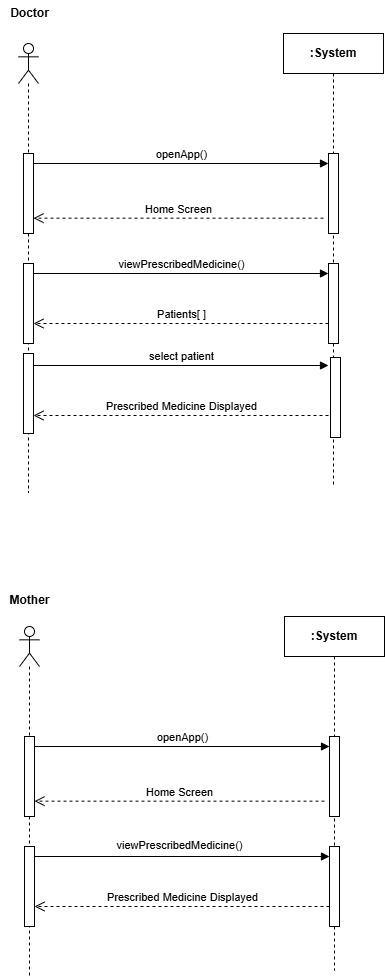 Doctor
:System
openApp()
Home Screen
viewPrescribedMedicine()
Patients[ ]
select patient
Prescribed Medicine Displayed
Mother
:System
openApp()
Home Screen
viewPrescribedMedicine()
Prescribed Medicine Displayed